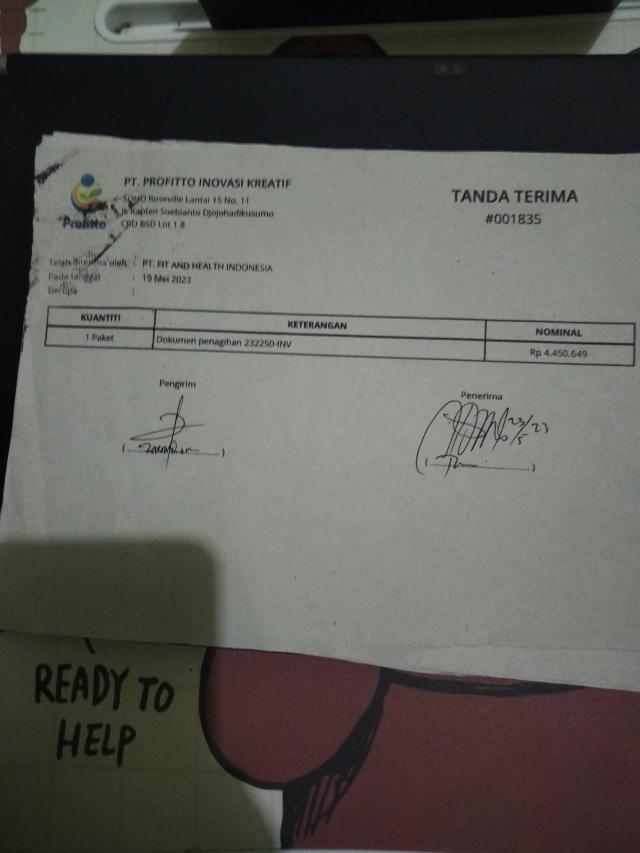 PT. PROFITTO INOVASI KREATIF
SOHO Roseville Lantai 15 No. 11
Jl. Kapten Soebianto Djojohadikusumo
CBD BSD Lot 1.8
Profitto
TANDA TERIMA
#001835
Telah diterima oleh : PT. FIT AND HEALTH INDONESIA
Pada tanggal : 19 Mei 2023
Berupa :
KUANTITI KETERANGAN NOMINAL
1 Paket Dokumen penagihan 232250-INV Rp 4.450.649
Pengirim
Penerima
23/5/23
READY TO
HELP